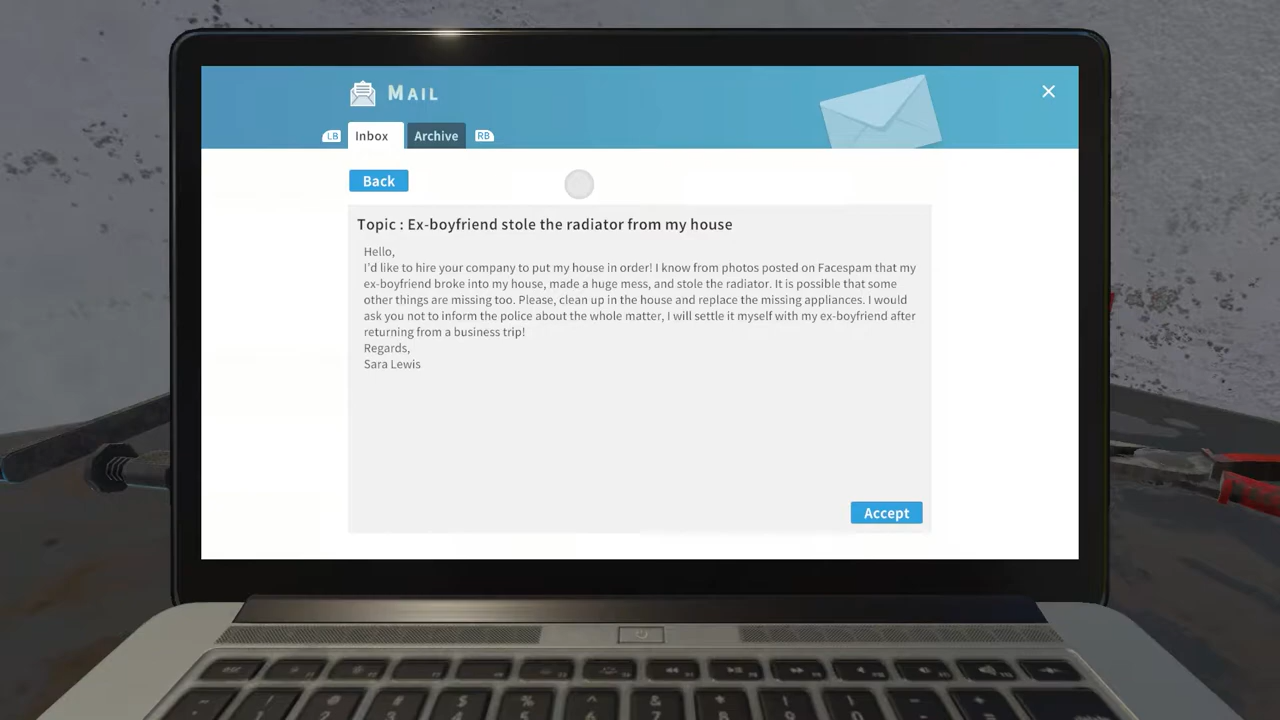 MAIL
LB
Inbox
Archive
RB
Back
Topic : Ex-boyfriend stole the radiator from my house
Hello,
I'd like to hire your company to put my house in order! I know from photos posted on Facespam that my
ex-boyfriend broke into my house, made a huge mess, and stole the radiator. It is possible that some
other things are missing too. Please, clean up in the house and replace the missing appliances. I would
ask you not to inform the police about the whole matter, I will settle it myself with my ex-boyfriend after
returning from a business trip!
Regards,
Sara Lewis
Accept